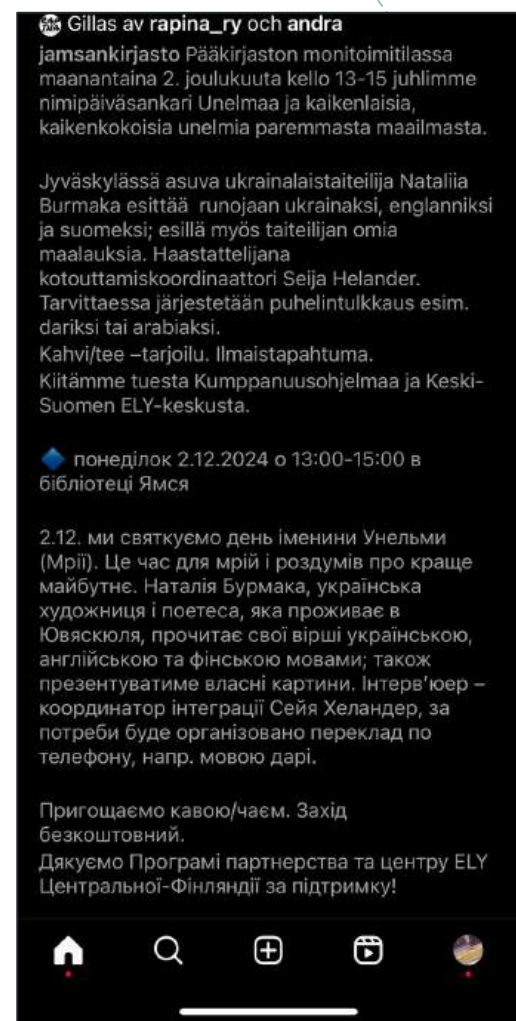 Gillas av rapina_ry och andra
jamsankirjasto Pääkirjaston monitoimitilassa
maanantaina 2. joulukuuta kello 13-15 juhlimme
nimipäiväsankari Unelmaa ja kaikenlaisia,
kaikenkokoisia unelmia paremmasta maailmasta.
Jyväskylässä asuva ukrainalaistaiteilija Nataliia
Burmaka esittää runojaan ukrainaksi, englanniksi
ja suomeksi; esillä myös taiteilijan omia
maalauksia. Haastattelijana
kotouttamiskoordinaattori Seija Helander.
Tarvittaessa järjestetään puhelintulkkaus esim.
dariksi tai arabiaksi.
Kahvi/tee –tarjoilu. Ilmaistapahtuma.
Kiitämme tuesta Kumppanuusohjelmaa ja Keski-
Suomen ELY-keskusta.
понеділок 2.12.2024 о 13:00-15:00 в
бібліотеці Ямся
2.12. ми святкуємо день іменини Унельми
(Мрії). Це час для мрій і роздумів про краще
майбутнє. Наталія Бурмака, українська
художниця і поетеса, яка проживає в
Ювяскюля, прочитає свої вірші українською,
англійською та фінською мовами; також
презентуватиме власні картини. Інтерв’юер –
координатор інтеграції Сейя Хеландер, за
потреби буде організовано переклад по
телефону, напр. мовою дарі.
Пригощаємо кавою/чаєм. Захід
безкоштовний.
Дякуємо Програмі партнерства та центру ELY
Центральної-Фінляндії за підтримку!